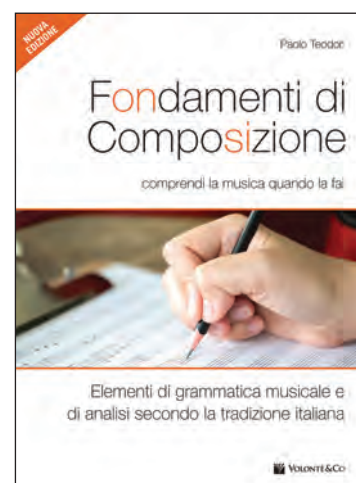 NUOVA
EDIZIONE
Paolo Teodori
Fondamenti di
Composizione
comprendi la musica quando la fai
Elementi di grammatica musicale e
di analisi secondo la tradizione italiana
VOLONTÉ&CO